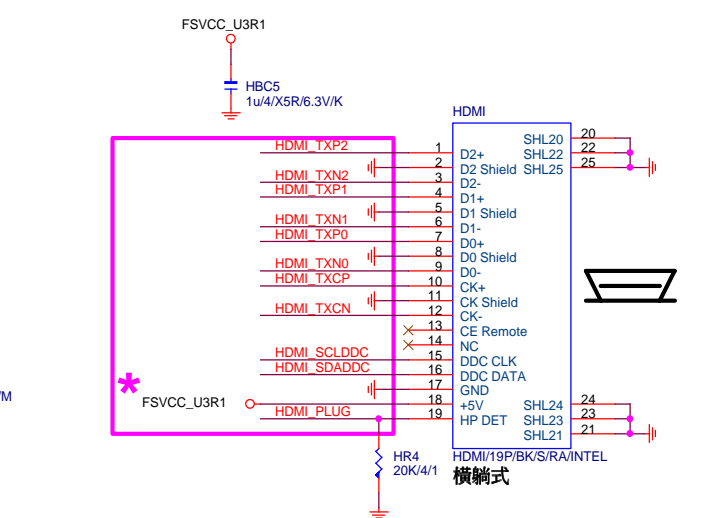 FSVCC_U3R1
HBC5
1u/4/X5R/6.3V/K
HDMI
HDMI_TXP2 1 D2+ SHL20 20
2 D2 Shield SHL22 22
HDMI_TXN2 3 D2- SHL25 25
HDMI_TXP1 4 D1+
5 D1 Shield
HDMI_TXN1 6 D1-
HDMI_TXP0 7 D0+
8 D0 Shield
HDMI_TXN0 9 D0-
HDMI_TXCP 10 CK+
11 CK Shield
HDMI_TXCN 12 CK-
13 CE Remote
14 NC
HDMI_SCLDDC 15 DDC CLK
HDMI_SDADDC 16 DDC DATA
17 GND
/M
* FSVCC_U3R1 18 +5V SHL24 24
HDMI_PLUG 19 HP DET SHL23 23
SHL21 21
HR4
20K/4/1
HDMI/19P/BK/S/RA/INTEL
橫躺式